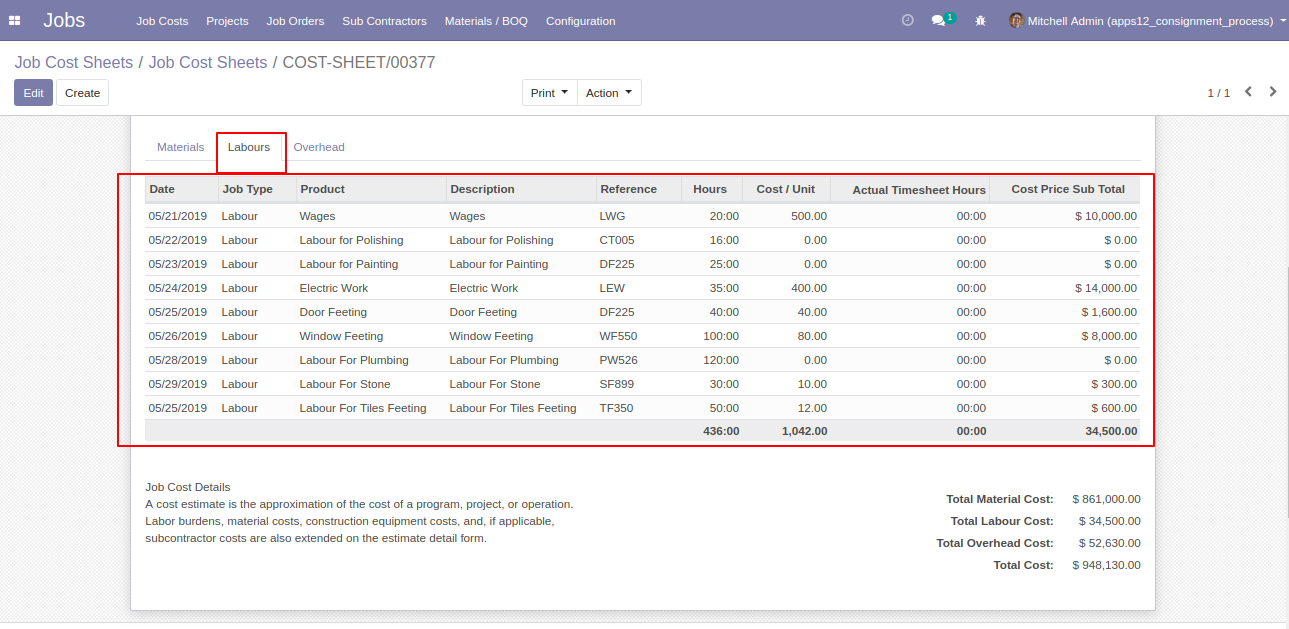 Jobs Job Costs Projects Job Orders Sub Contractors Materials / BOQ Configuration 1 Mitchell Admin (apps12_consignment_process)
Job Cost Sheets / Job Cost Sheets / COST-SHEET/00377
Edit Create Print Action 1 / 1
Materials Labours Overhead
Date Job Type Product Description Reference Hours Cost / Unit Actual Timesheet Hours Cost Price Sub Total
05/21/2019 Labour Wages Wages LWG 20:00 500.00 00:00 $ 10,000.00
05/22/2019 Labour Labour for Polishing Labour for Polishing CT005 16:00 0.00 00:00 $ 0.00
05/23/2019 Labour Labour for Painting Labour for Painting DF225 25:00 0.00 00:00 $ 0.00
05/24/2019 Labour Electric Work Electric Work LEW 35:00 400.00 00:00 $ 14,000.00
05/25/2019 Labour Door Feeting Door Feeting DF225 40:00 40.00 00:00 $ 1,600.00
05/26/2019 Labour Window Feeting Window Feeting WF550 100:00 80.00 00:00 $ 8,000.00
05/28/2019 Labour Labour For Plumbing Labour For Plumbing PW526 120:00 0.00 00:00 $ 0.00
05/29/2019 Labour Labour For Stone Labour For Stone SF899 30:00 10.00 00:00 $ 300.00
05/25/2019 Labour Labour For Tiles Feeting Labour For Tiles Feeting TF350 50:00 12.00 00:00 $ 600.00
436:00 1,042.00 00:00 34,500.00
Job Cost Details
A cost estimate is the approximation of the cost of a program, project, or operation.
Labor burdens, material costs, construction equipment costs, and, if applicable,
subcontractor costs are also extended on the estimate detail form.
Total Material Cost: $ 861,000.00
Total Labour Cost: $ 34,500.00
Total Overhead Cost: $ 52,630.00
Total Cost: $ 948,130.00